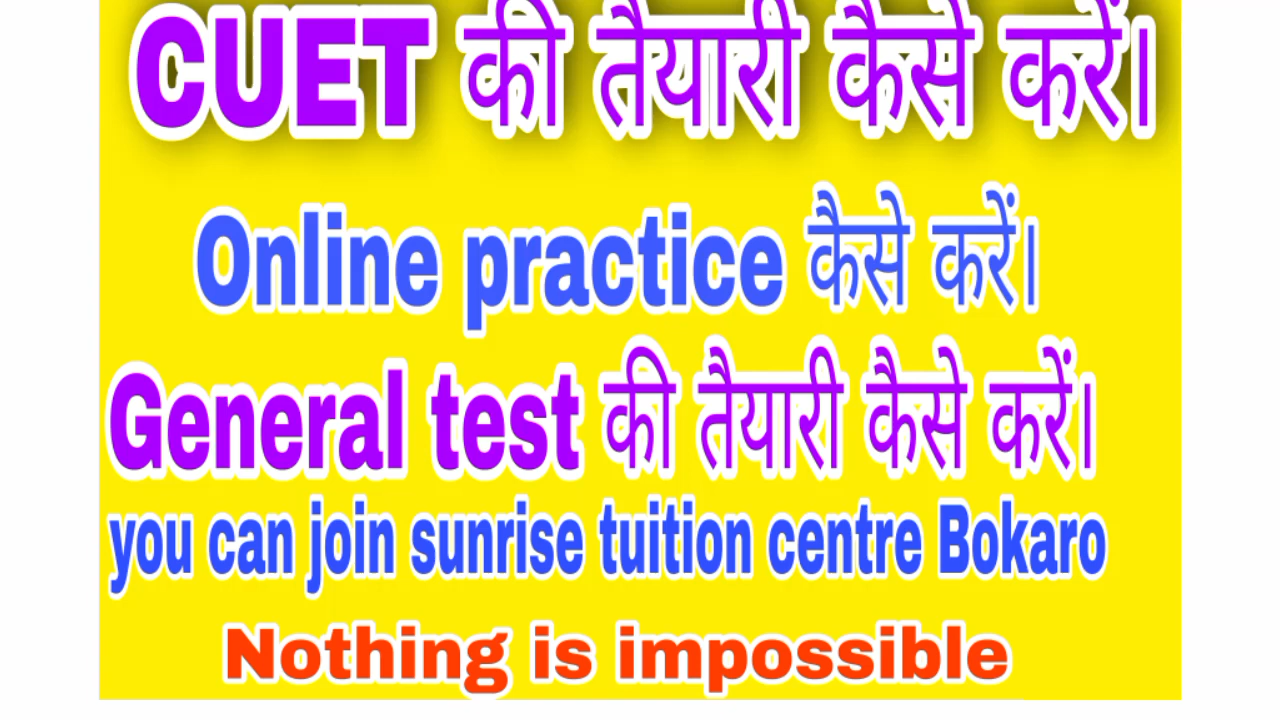 CUET की तैयारी कैसे करें।
Online practice कैसे करें।
General test की तैयारी कैसे करें।
you can join sunrise tuition centre Bokaro
Nothing is impossible